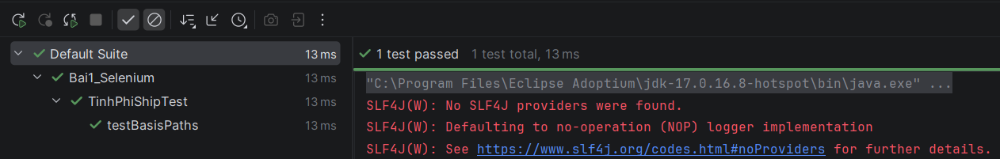 Default Suite 13 ms
Bai1_Selenium 13 ms
TinhPhiShipTest 13 ms
testBasisPaths 13 ms
1 test passed 1 test total, 13 ms
"C:\Program Files\Eclipse Adoptium\jdk-17.0.16.8-hotspot\bin\java.exe" ...
SLF4J(W): No SLF4J providers were found.
SLF4J(W): Defaulting to no-operation (NOP) logger implementation
SLF4J(W): See https://www.slf4j.org/codes.html#noProviders for further details.